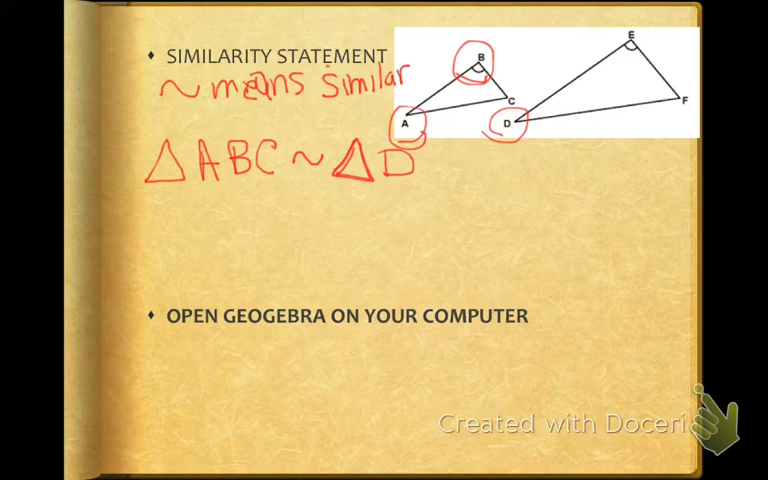 SIMILARITY STATEMENT
~ means similar
△ABC ~ △D
B
A
C
E
D
F
OPEN GEOGEBRA ON YOUR COMPUTER
Created with Doceri